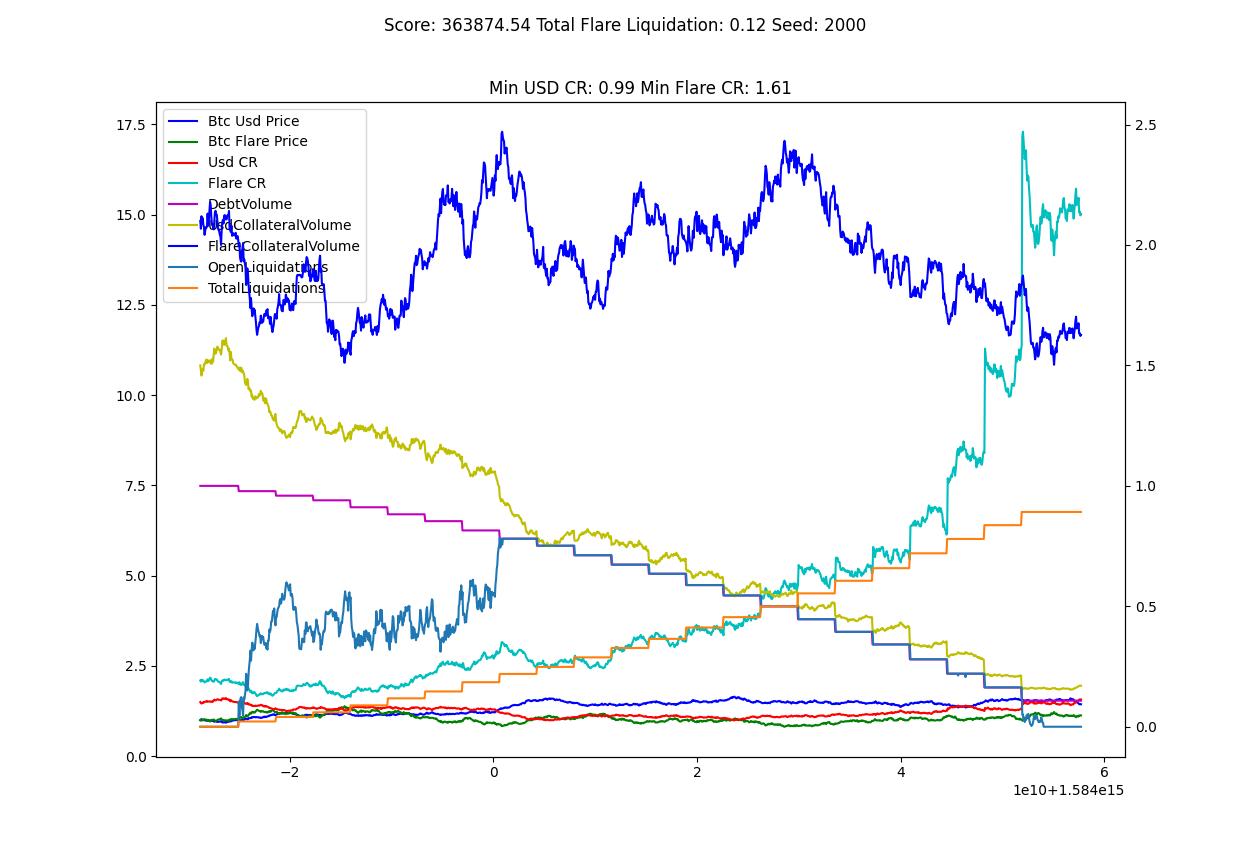 Score: 363874.54 Total Flare Liquidation: 0.12 Seed: 2000
Min USD CR: 0.99 Min Flare CR: 1.61
17.5
15.0
12.5
10.0
7.5
5.0
2.5
0.0
Btc Usd Price
Btc Flare Price
Usd CR
Flare CR
DebtVolume
UsdCollateralVolume
FlareCollateralVolume
OpenLiquidations
TotalLiquidations
2.5
2.0
1.5
1.0
0.5
0.0
−2
0
2
4
6
1e10+1.584e15